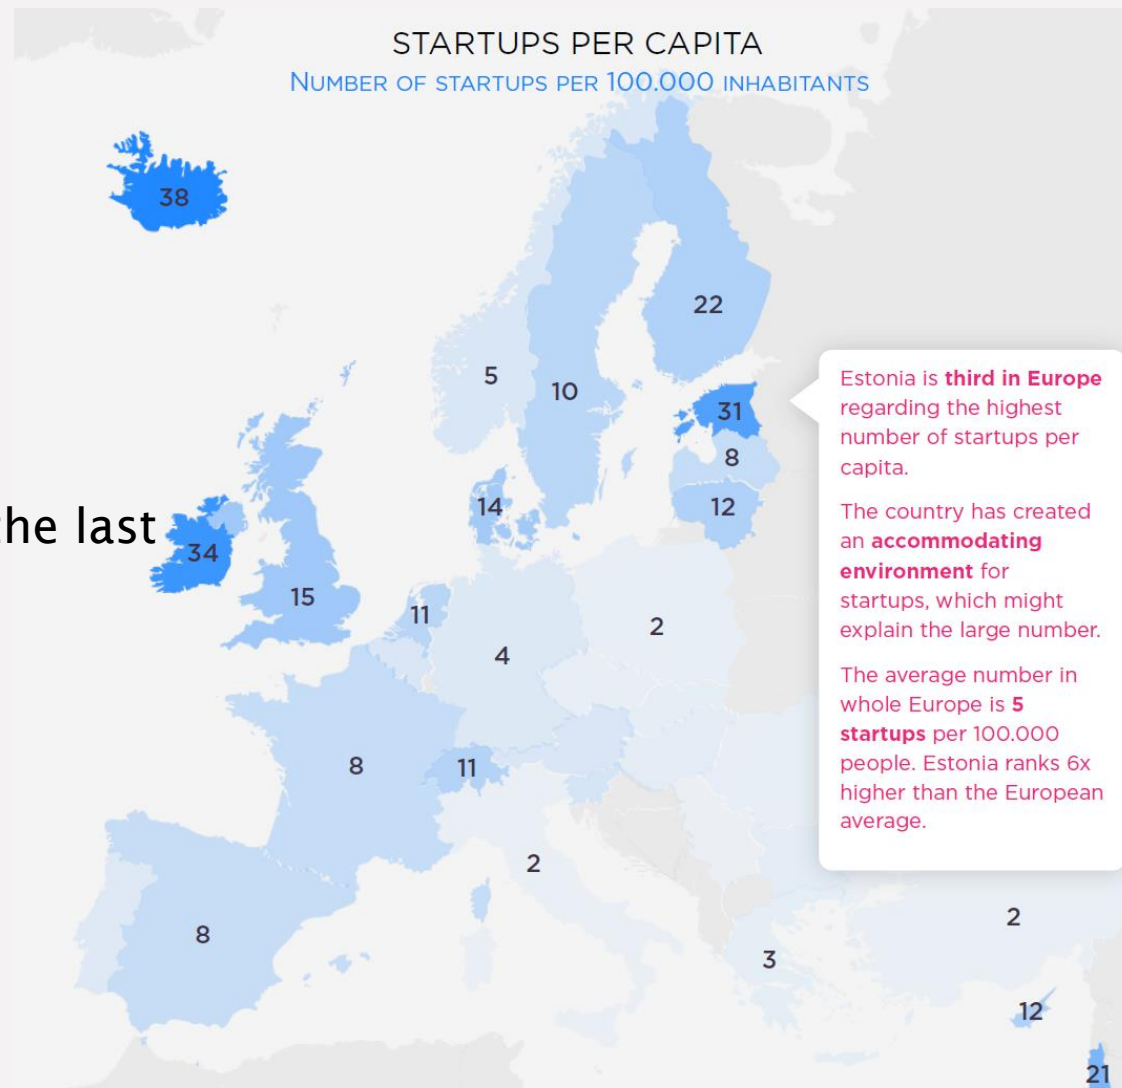 STARTUPS PER CAPITA
NUMBER OF STARTUPS PER 100.000 INHABITANTS
38
22
5
10
31
8
12
14
the last
34
15
11
4
2
8
11
2
8
3
2
12
21
Estonia is third in Europe
regarding the highest
number of startups per
capita.
The country has created
an accommodating
environment for
startups, which might
explain the large number.
The average number in
whole Europe is 5
startups per 100.000
people. Estonia ranks 6x
higher than the European
average.